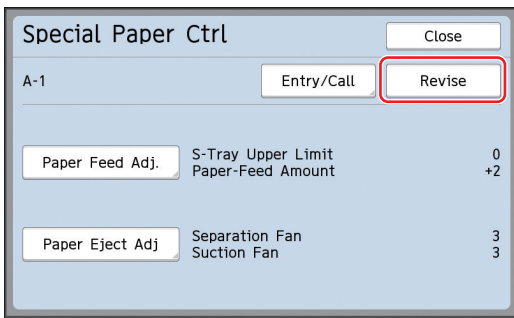 Special Paper Ctrl Close
A-1 Entry/Call Revise
Paper Feed Adj. S-Tray Upper Limit 0
Paper-Feed Amount +2
Paper Eject Adj Separation Fan 3
Suction Fan 3